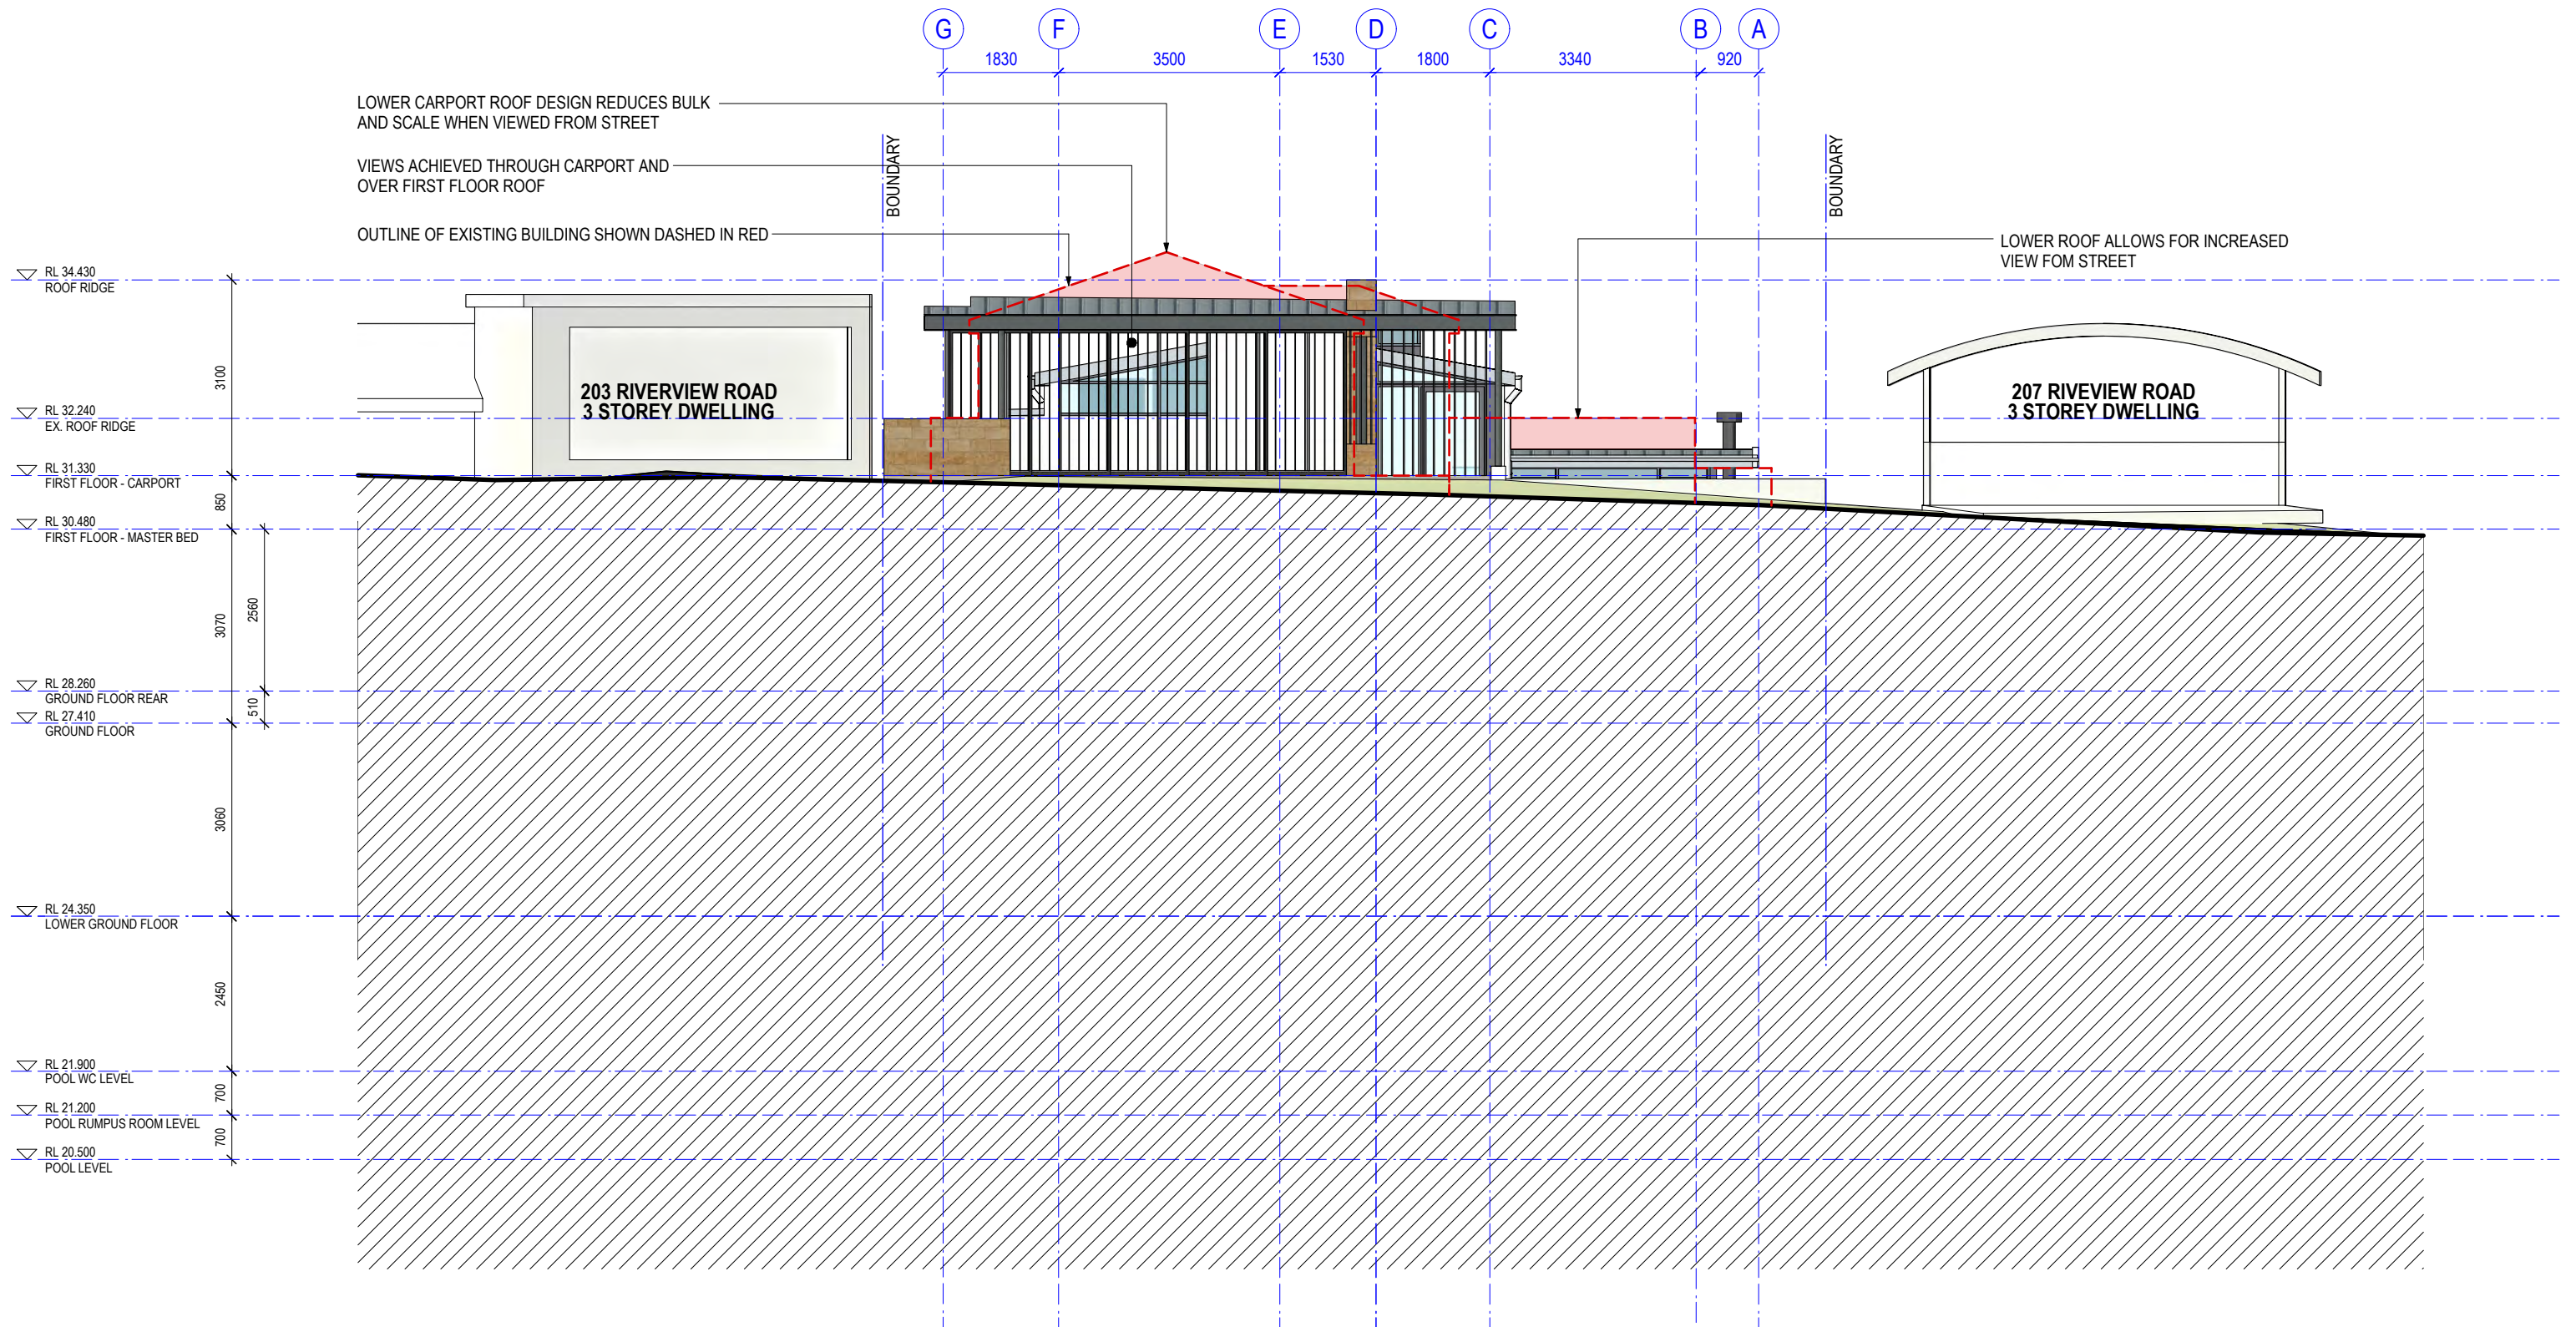 G F E D C B A
1830 3500 1530 1800 3340 920
LOWER CARPORT ROOF DESIGN REDUCES BULK
AND SCALE WHEN VIEWED FROM STREET
VIEWS ACHIEVED THROUGH CARPORT AND
OVER FIRST FLOOR ROOF
OUTLINE OF EXISTING BUILDING SHOWN DASHED IN RED
BOUNDARY
BOUNDARY
LOWER ROOF ALLOWS FOR INCREASED
VIEW FOM STREET
203 RIVERVIEW ROAD
3 STOREY DWELLING
207 RIVEVIEW ROAD
3 STOREY DWELLING
RL 34.430
ROOF RIDGE
3100
RL 32.240
EX. ROOF RIDGE
RL 31.330
FIRST FLOOR - CARPORT
850
RL 30.480
FIRST FLOOR - MASTER BED
3070
2560
RL 28.260
GROUND FLOOR REAR
510
RL 27.410
GROUND FLOOR
3060
RL 24.350
LOWER GROUND FLOOR
2450
RL 21.900
POOL WC LEVEL
700
RL 21.200
POOL RUMPUS ROOM LEVEL
700
RL 20.500
POOL LEVEL